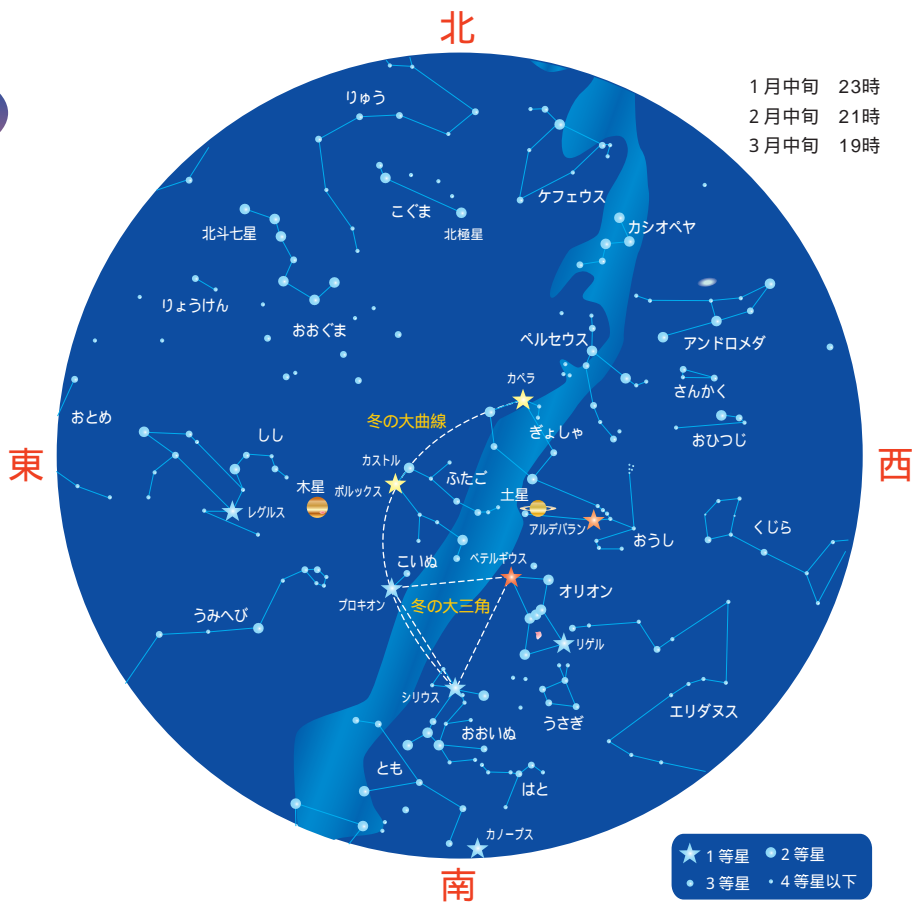 北
1月中旬 23時
2月中旬 21時
3月中旬 19時
りゅう
ケフェウス
こぐま
北極星
カシオペヤ
北斗七星
りょうけん
おおぐま
ペルセウス
アンドロメダ
カペラ
さんかく
おとめ
冬の大曲線
ぎょしゃ
おひつじ
しし
カストル
東
西
ふたご
木星
ポルックス
土星
レグルス
アルデバラン
おうし
くじら
こいぬ
ベテルギウス
オリオン
プロキオン
冬の大三角
うみへび
リゲル
シリウス
エリダヌス
うさぎ
おおいぬ
とも
はと
カノープス
南
1等星 2等星
3等星 4等星以下